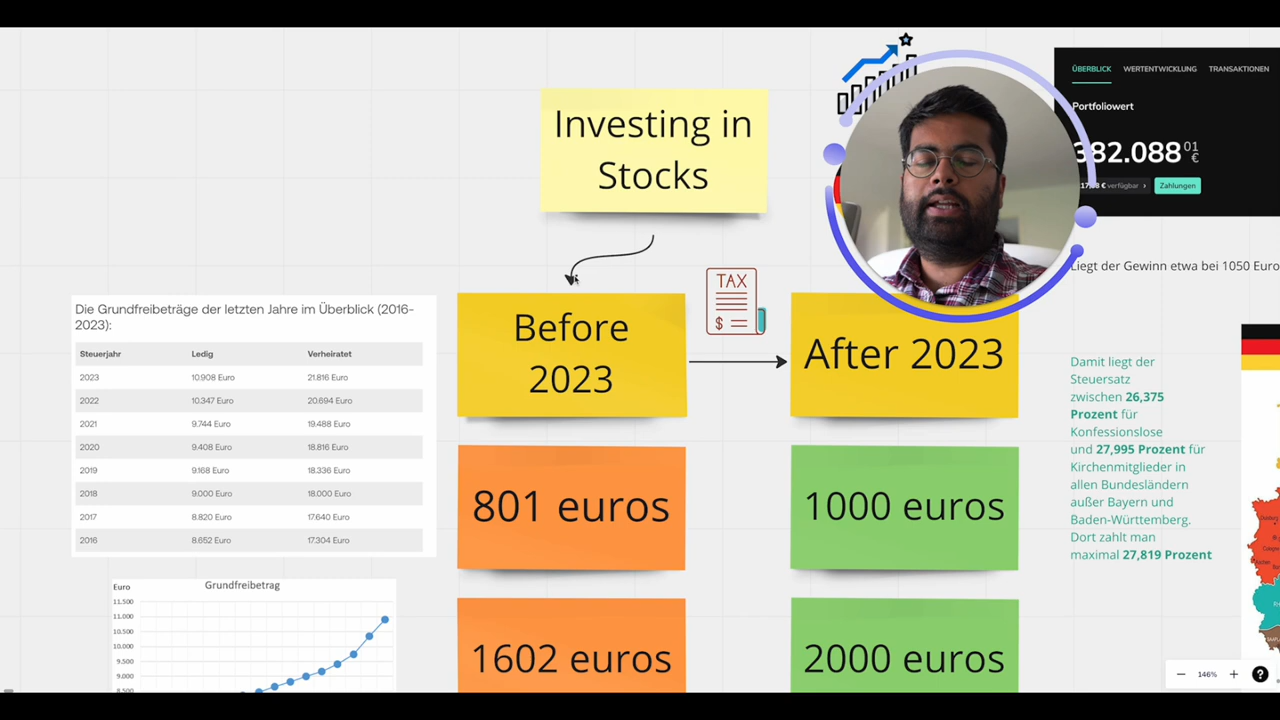 Investing in
Stocks
ÜBERBLICK WERTENTWICKLUNG TRANSAKTIONEN
Portfoliowert
382.088 01 €
verfügbar ›
Zahlungen
Liegt der Gewinn etwa bei 1050 Euro
TAX
$
Before
2023
After 2023
801 euros
1000 euros
1602 euros
2000 euros
Die Grundfreibeträge der letzten Jahre im Überblick (2016-
2023):
Steuerjahr Ledig Verheiratet
2023 10.908 Euro 21.816 Euro
2022 10.347 Euro 20.694 Euro
2021 9.744 Euro 19.488 Euro
2020 9.408 Euro 18.816 Euro
2019 9.168 Euro 18.336 Euro
2018 9.000 Euro 18.000 Euro
2017 8.820 Euro 17.640 Euro
2016 8.652 Euro 17.304 Euro
Euro
Grundfreibetrag
11.500
11.000
10.500
10.000
9.500
9.000
8.500
Damit liegt der
Steuersatz
zwischen 26,375
Prozent für
Konfessionslose
und 27,995 Prozent für
Kirchenmitglieder in
allen Bundesländern
außer Bayern und
Baden-Württemberg.
Dort zahlt man
maximal 27,819 Prozent
146%